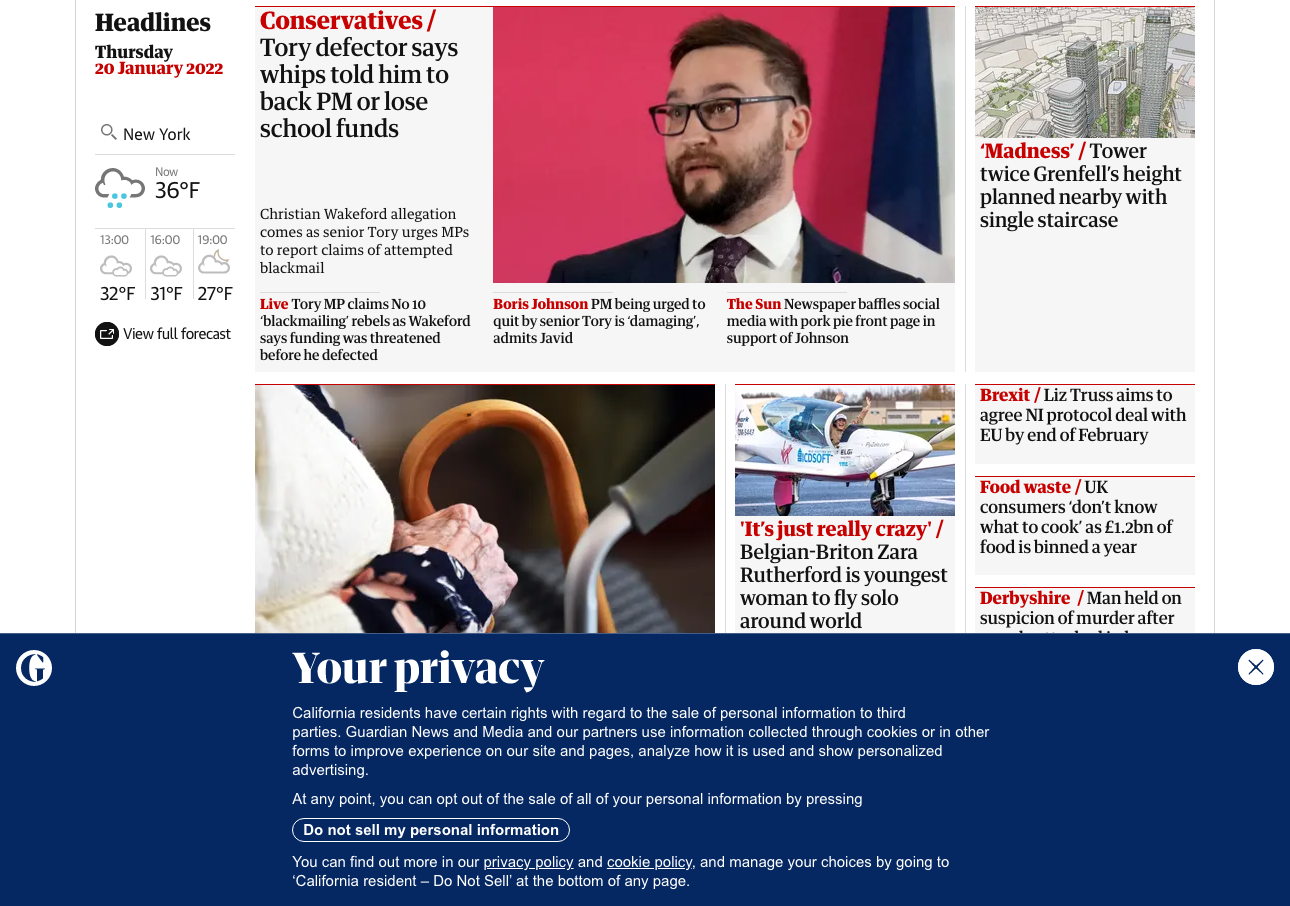 Headlines
Thursday
20 January 2022
New York
Now
36°F
13:00
16:00
19:00
32°F
31°F
27°F
View full forecast
Conservatives /
Tory defector says
whips told him to
back PM or lose
school funds
Christian Wakeford allegation
comes as senior Tory urges MPs
to report claims of attempted
blackmail
Live Tory MP claims No 10
‘blackmailing’ rebels as Wakeford
says funding was threatened
before he defected
Boris Johnson PM being urged to
quit by senior Tory is ‘damaging’,
admits Javid
The Sun Newspaper baffles social
media with pork pie front page in
support of Johnson
‘Madness’ / Tower
twice Grenfell’s height
planned nearby with
single staircase
ICDSOFT
'It’s just really crazy' /
Belgian-Briton Zara
Rutherford is youngest
woman to fly solo
around world
Brexit / Liz Truss aims to
agree NI protocol deal with
EU by end of February
Food waste / UK
consumers ‘don’t know
what to cook’ as £1.2bn of
food is binned a year
Derbyshire / Man held on
suspicion of murder after
G
Your privacy
California residents have certain rights with regard to the sale of personal information to third
parties. Guardian News and Media and our partners use information collected through cookies or in other
forms to improve experience on our site and pages, analyze how it is used and show personalized
advertising.
At any point, you can opt out of the sale of all of your personal information by pressing
Do not sell my personal information
You can find out more in our privacy policy and cookie policy, and manage your choices by going to
‘California resident – Do Not Sell’ at the bottom of any page.